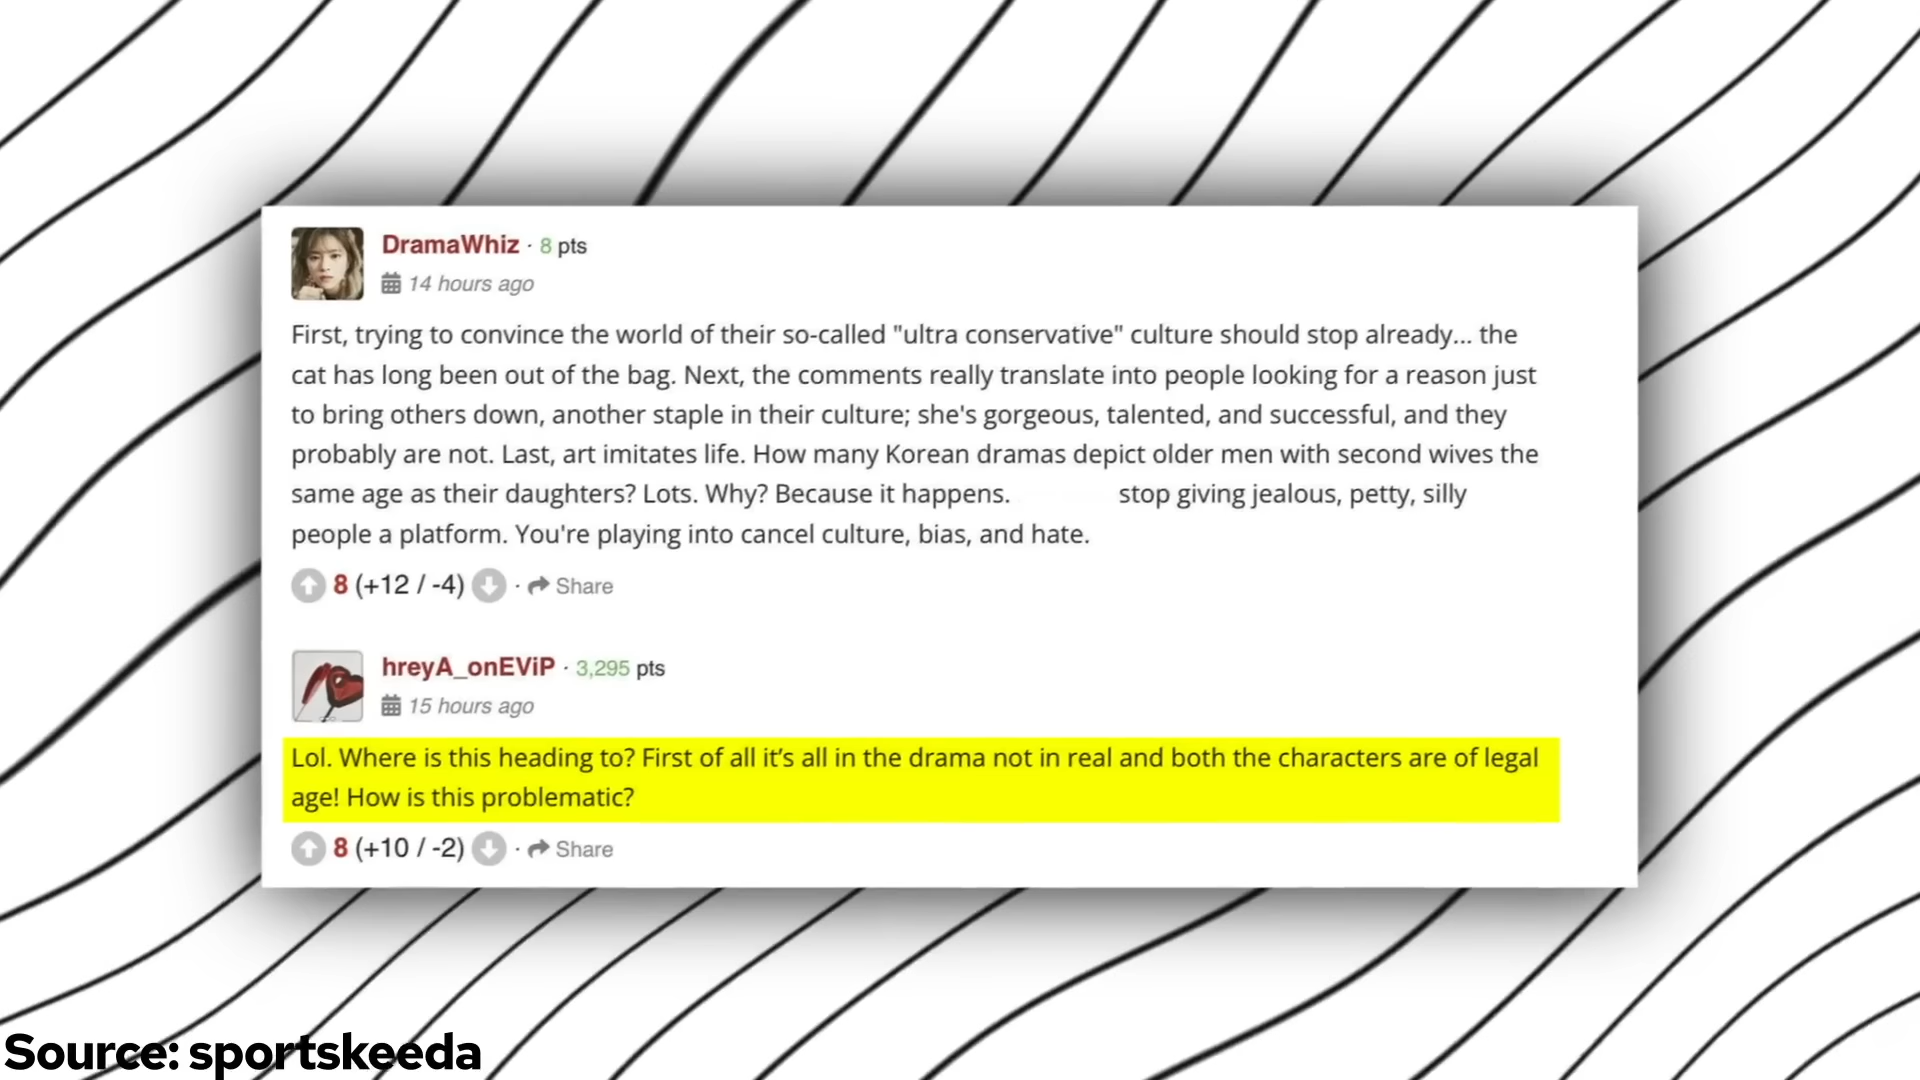 DramaWhiz · 8 pts
14 hours ago
First, trying to convince the world of their so-called "ultra conservative" culture should stop already... the
cat has long been out of the bag. Next, the comments really translate into people looking for a reason just
to bring others down, another staple in their culture; she's gorgeous, talented, and successful, and they
probably are not. Last, art imitates life. How many Korean dramas depict older men with second wives the
same age as their daughters? Lots. Why? Because it happens. stop giving jealous, petty, silly
people a platform. You're playing into cancel culture, bias, and hate.
8 (+12 / -4) · Share
hreyA_onEViP · 3,295 pts
15 hours ago
Lol. Where is this heading to? First of all it’s all in the drama not in real and both the characters are of legal
age! How is this problematic?
8 (+10 / -2) · Share
Source: sportskeeda